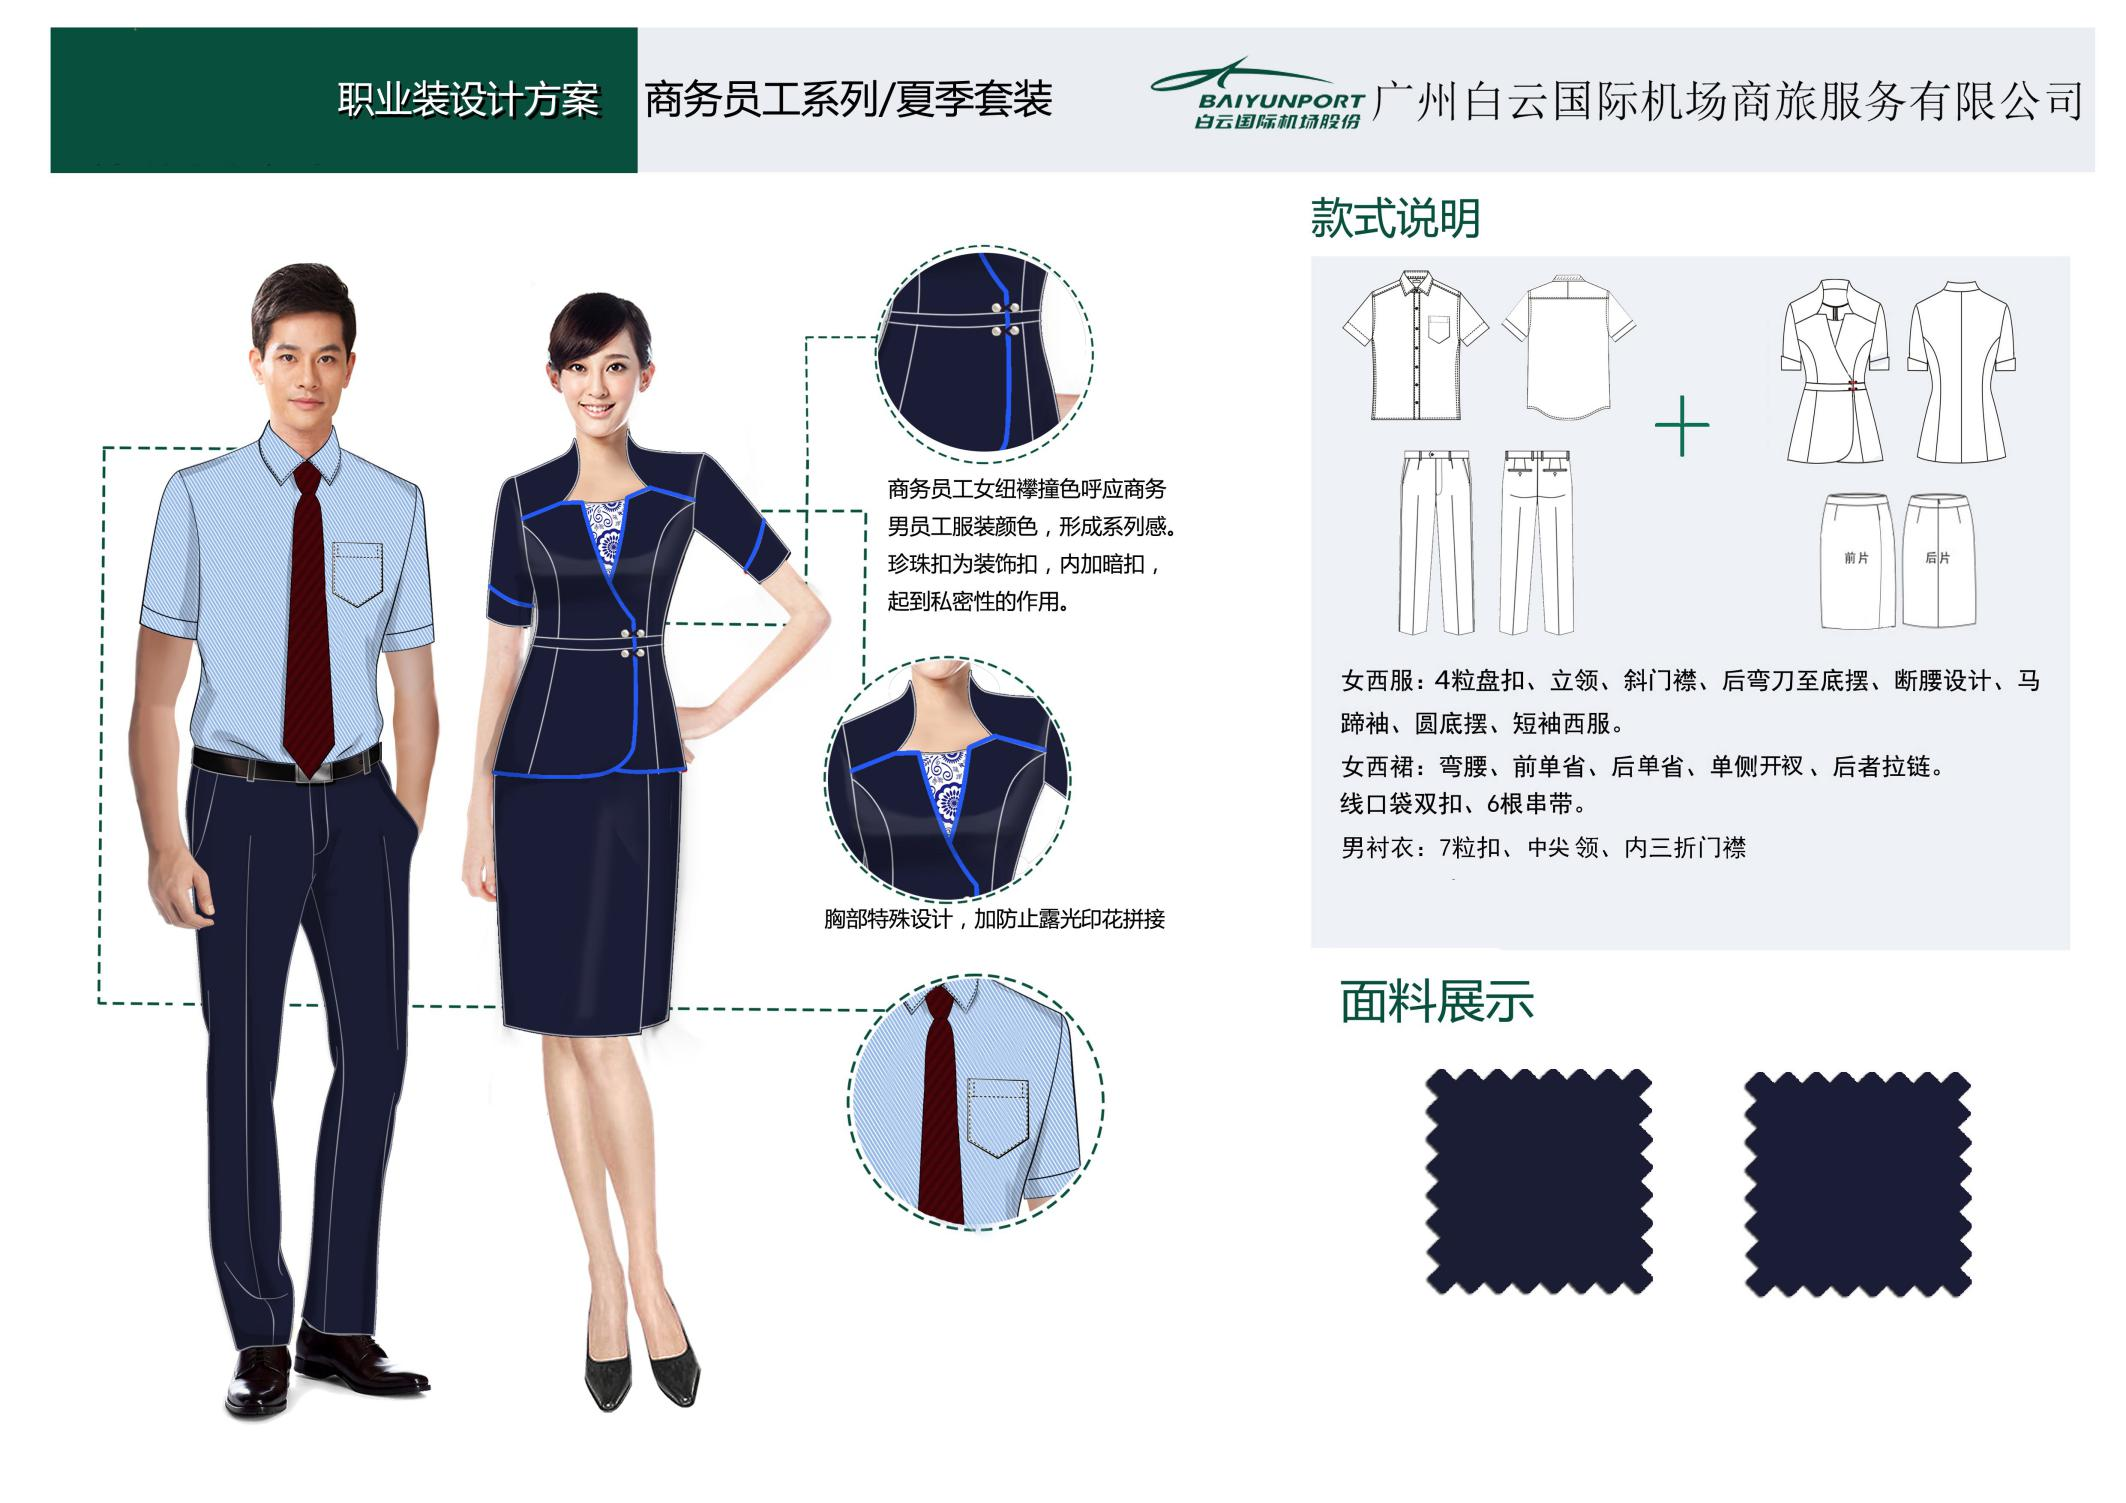 职业装设计方案
商务员工系列/夏季套装
BAIYUNPORT
白云国际机场股份
广州白云国际机场商旅服务有限公司
款式说明
商务员工女纽襻撞色呼应商务
男员工服装颜色，形成系列感。
珍珠扣为装饰扣，内加暗扣，
起到私密性的作用。
胸部特殊设计，加防止露光印花拼接
前片
后片
女西服：4粒盘扣、立领、斜门襟、后弯刀至底摆、断腰设计、马
蹄袖、圆底摆、短袖西服。
女西裙：弯腰、前单省、后单省、单侧开衩、后者拉链。
线口袋双扣、6根串带。
男衬衣：7粒扣、中尖领、内三折门襟
面料展示